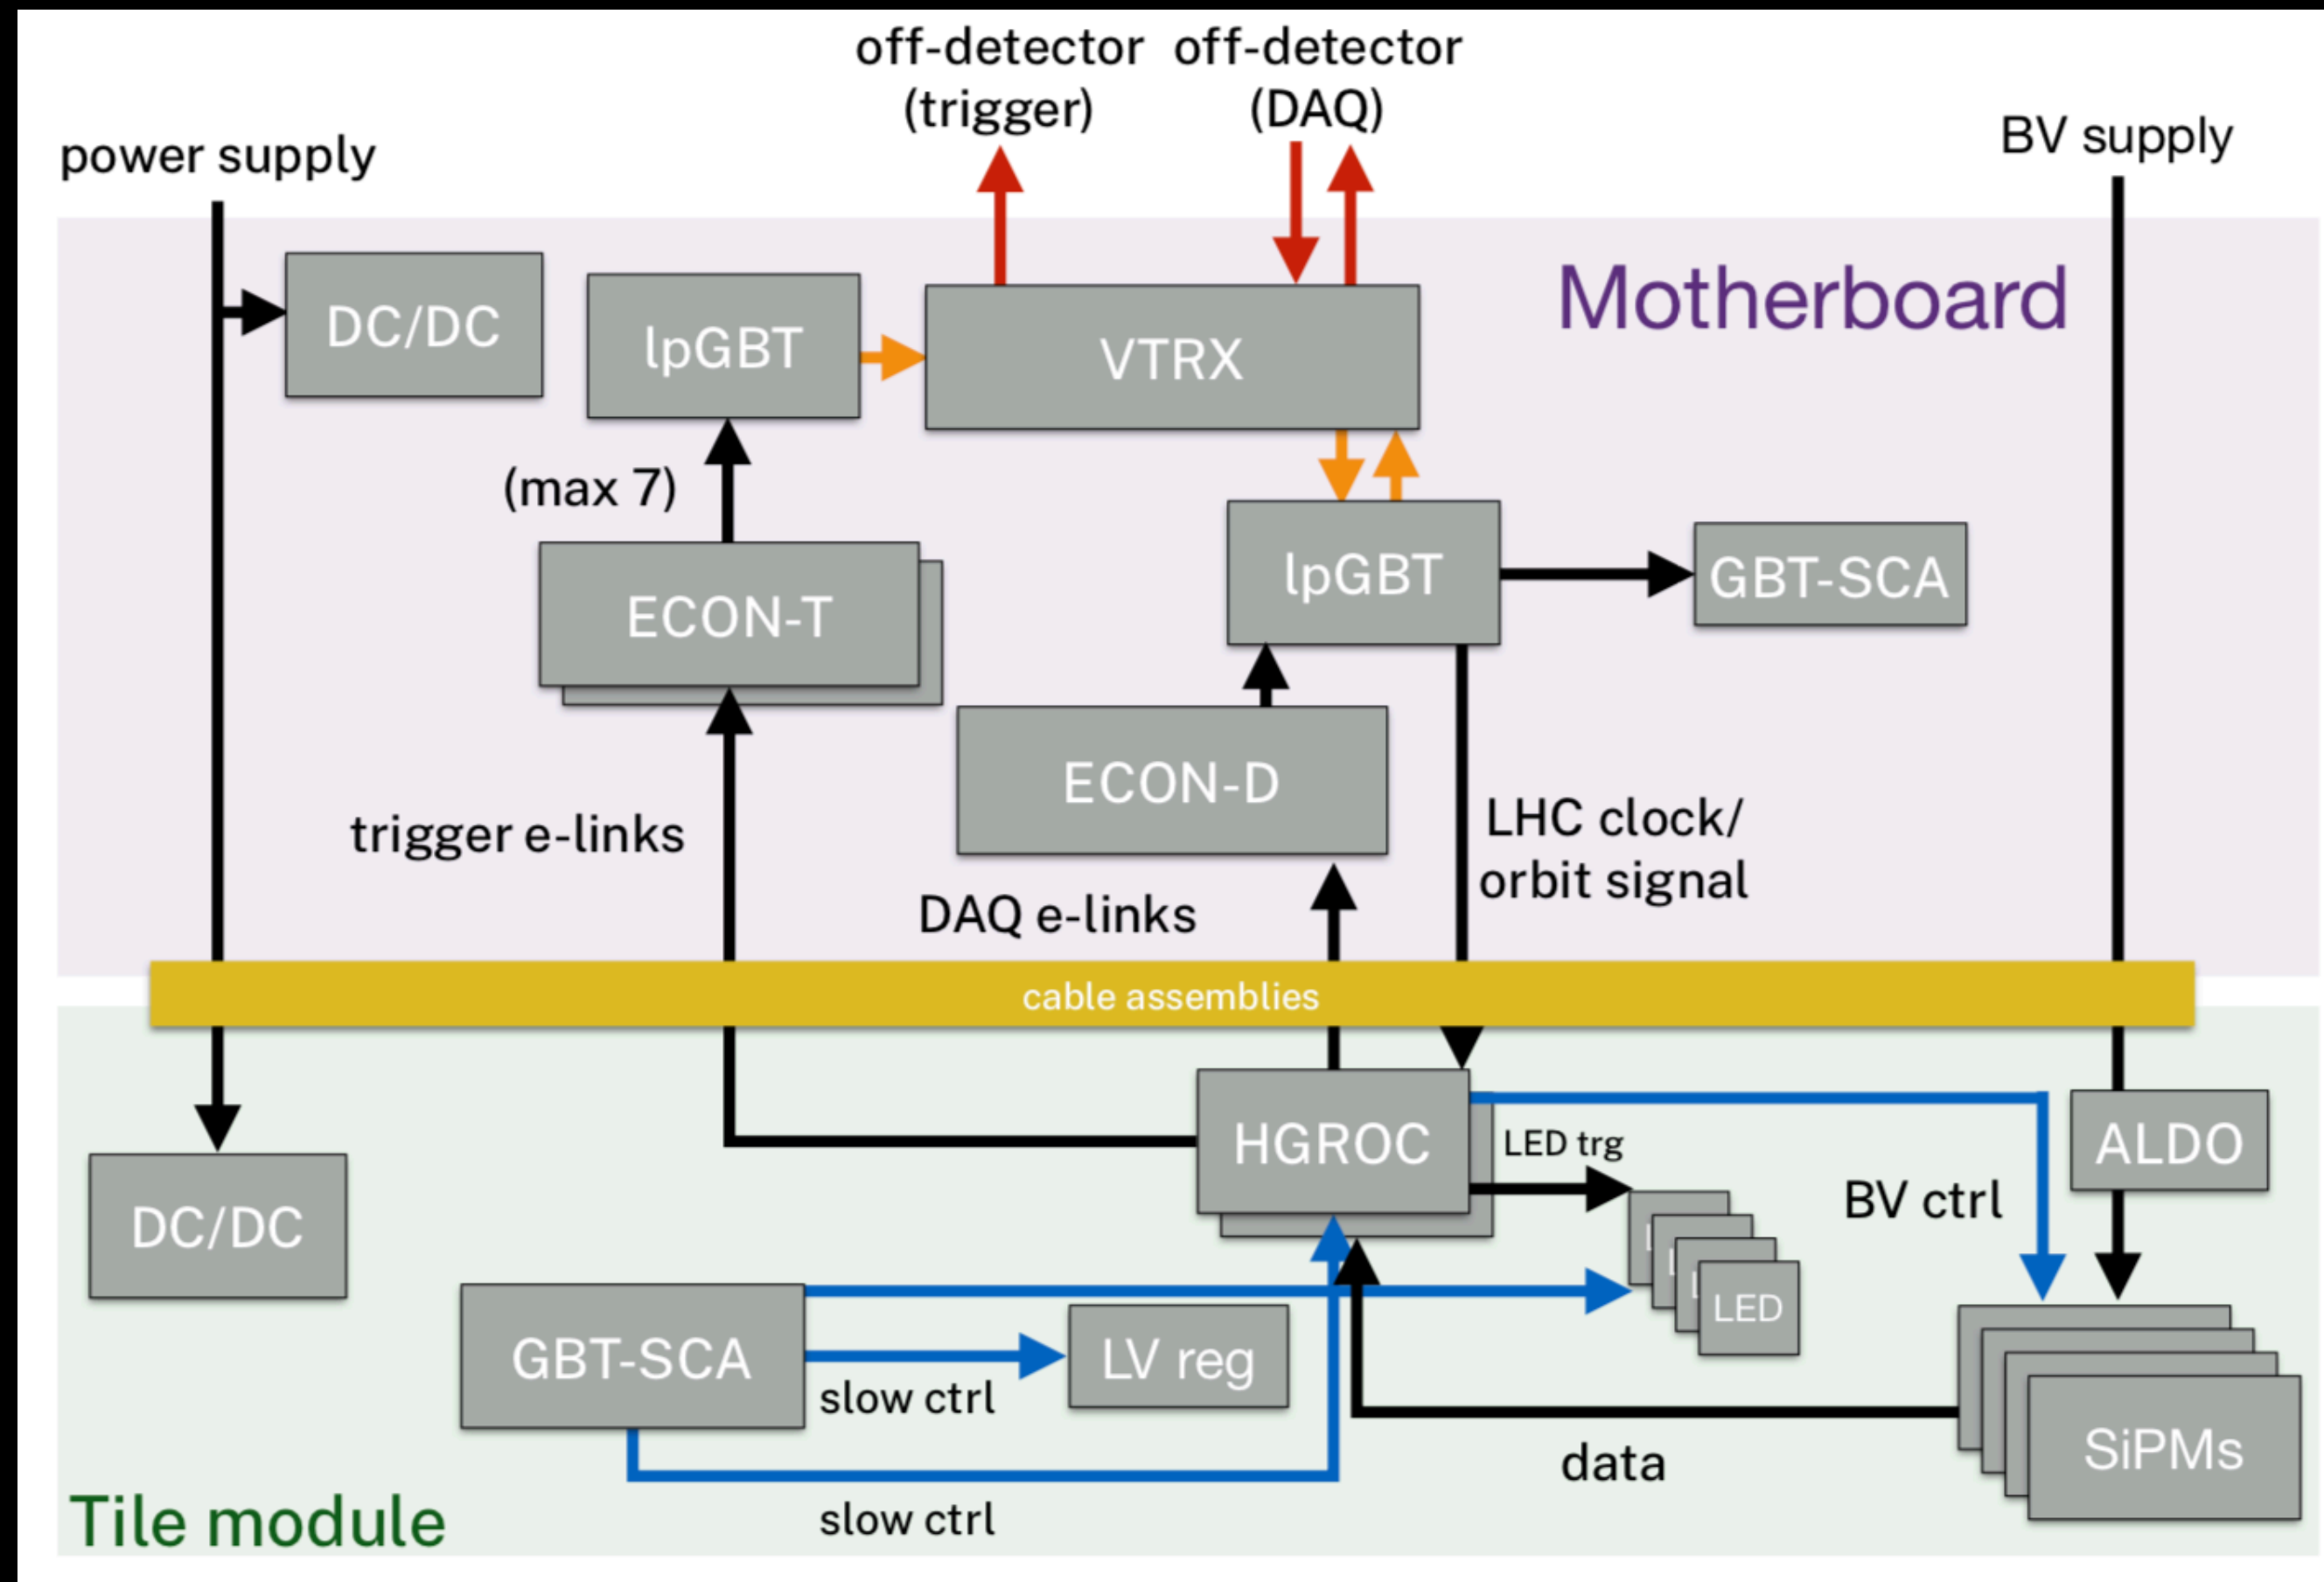 off-detector
(trigger)
off-detector
(DAQ)
power supply
BV supply
Motherboard
DC/DC
lpGBT
VTRX
(max 7)
lpGBT
GBT-SCA
ECON-T
ECON-D
trigger e-links
LHC clock/
orbit signal
DAQ e-links
cable assemblies
HGROC
LED trg
ALDO
BV ctrl
DC/DC
LED
GBT-SCA
LV reg
slow ctrl
SiPMs
data
slow ctrl
Tile module